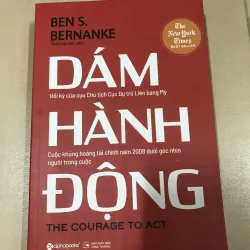 BEN S.
BERNANKE
The
New York
Times
BEST SELLER
DÁM
Hồi ký của cựu Chủ tịch Cục Dự trữ Liên bang Mỹ
HÀNH
Cuộc khủng hoảng tài chính năm 2008 dưới góc nhìn
người trong cuộc
ĐỘNG
THE COURAGE TO ACT
alphabooks